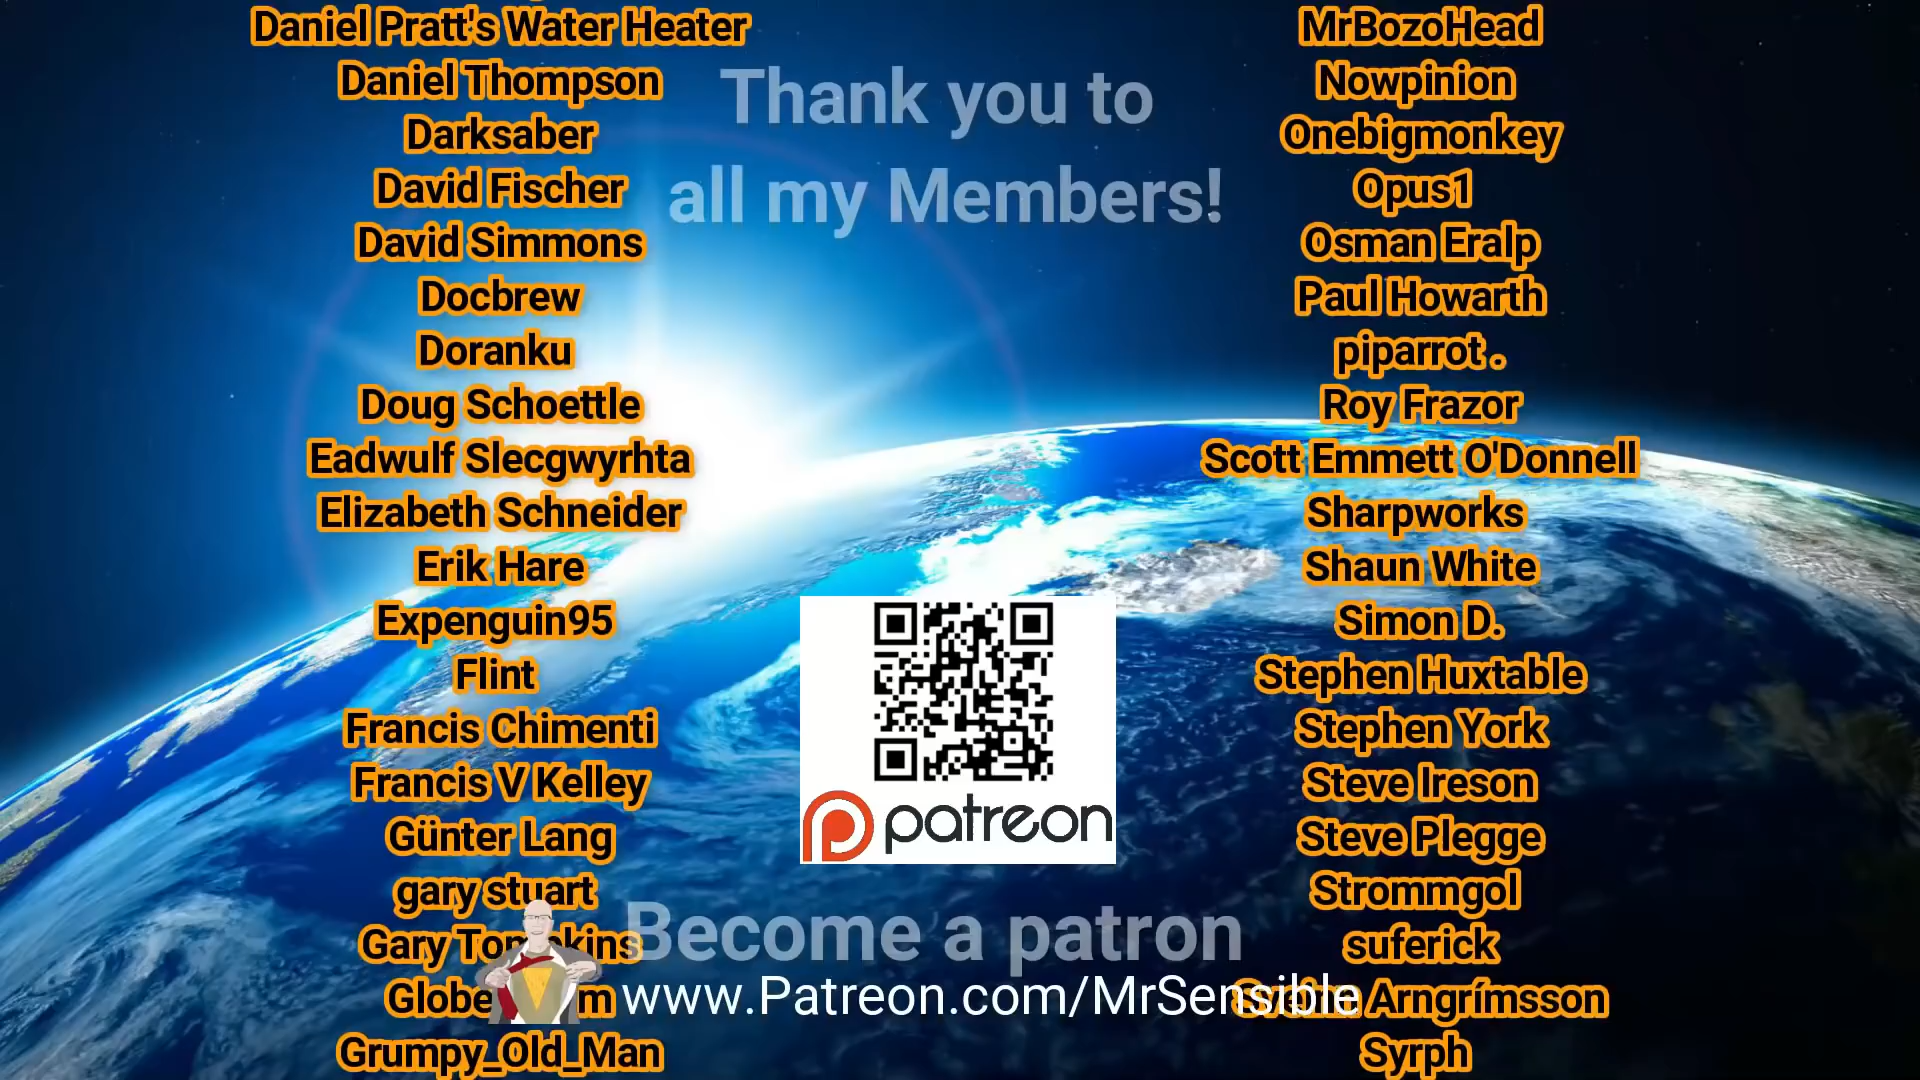 Daniel Pratt's Water Heater
Daniel Thompson
Darksaber
David Fischer
David Simmons
Docbrew
Doranku
Doug Schoettle
Eadwulf Slecgwyrhta
Elizabeth Schneider
Erik Hare
Expenguin95
Flint
Francis Chimenti
Francis V Kelley
Günter Lang
gary stuart
Gary
Grumpy_Old_Man
Thank you to
all my Members!
patreon
Become a patron
www.Patreon.com/MrSensible
MrBozoHead
Nowpinion
Onebigmonkey
Opus1
Osman Eralp
Paul Howarth
piparrot .
Roy Frazor
Scott Emmett O'Donnell
Sharpworks
Shaun White
Simon D.
Stephen Huxtable
Stephen York
Steve Ireson
Steve Plegge
Strommgol
suferick
Arngrímsson
Syrph